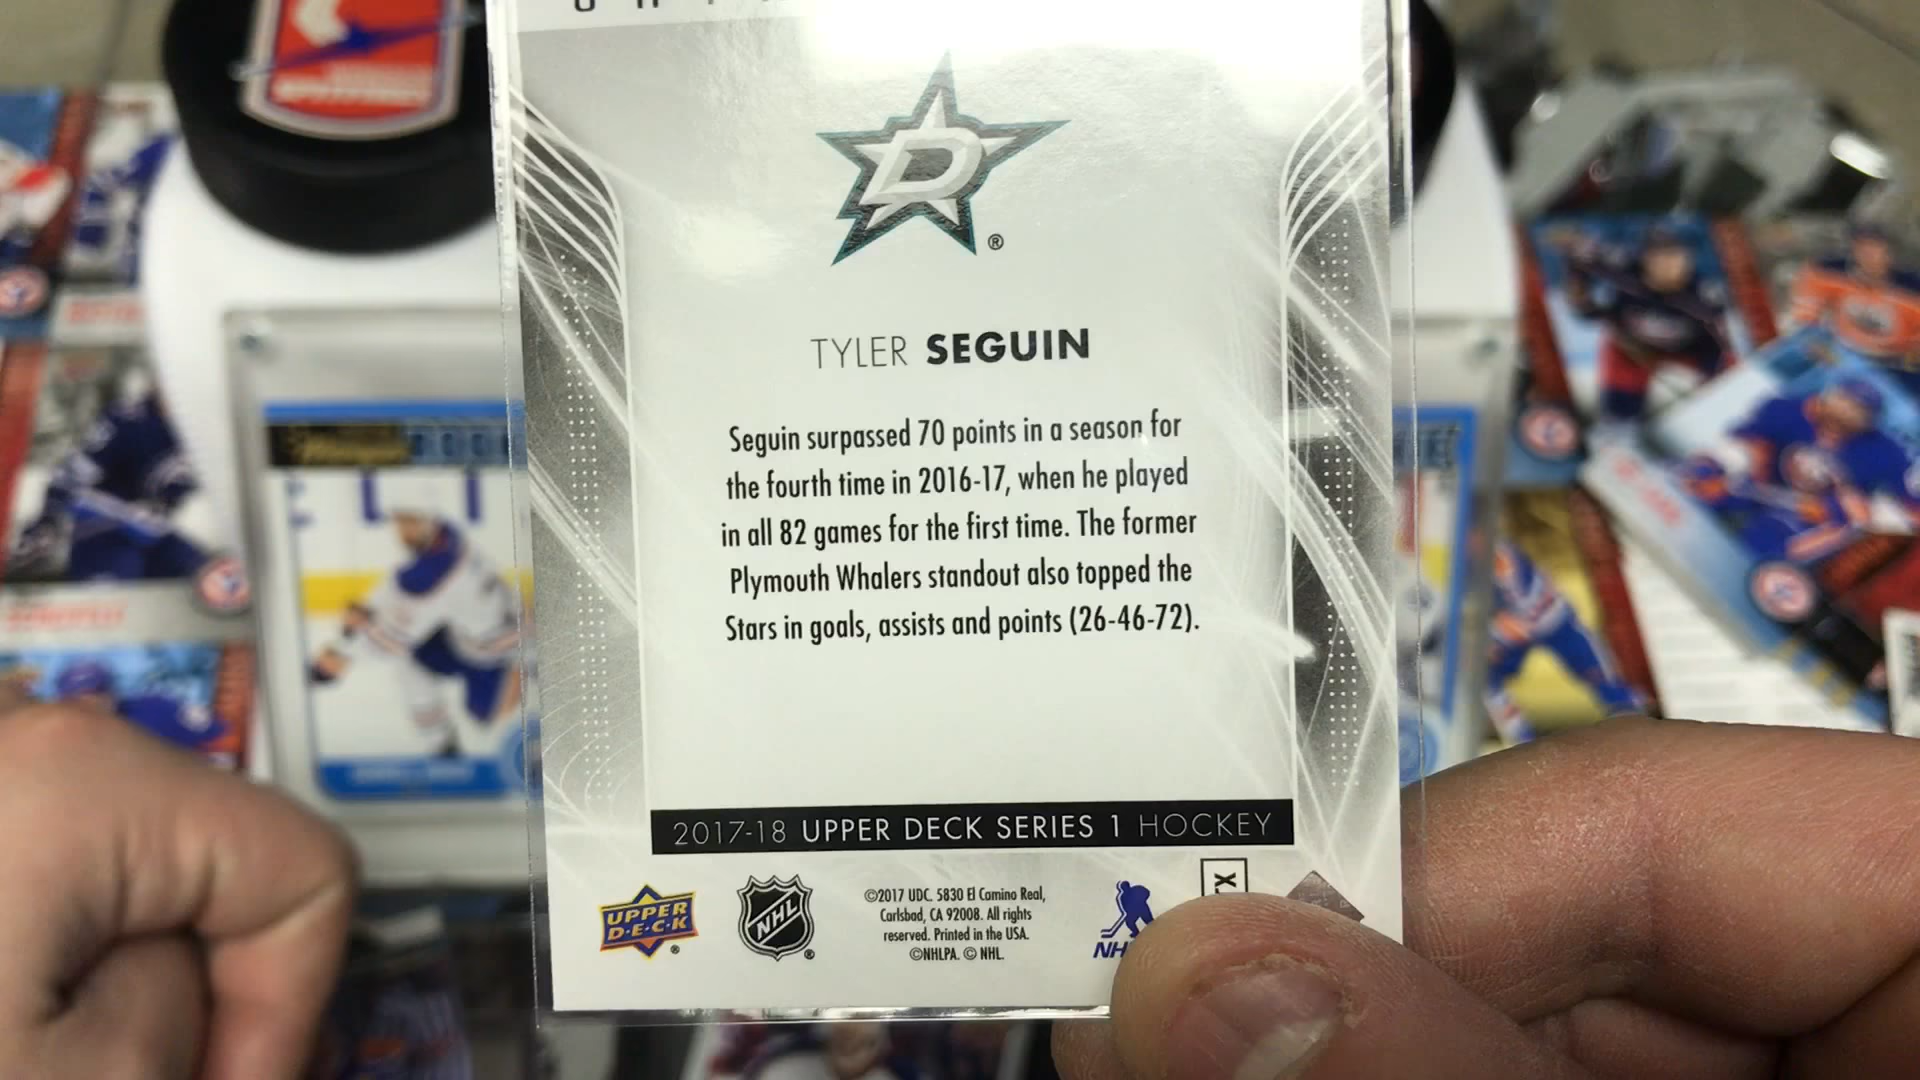 D
®
TYLER SEGUIN
Seguin surpassed 70 points in a season for
the fourth time in 2016-17, when he played
in all 82 games for the first time. The former
Plymouth Whalers standout also topped the
Stars in goals, assists and points (26-46-72).
2017-18 UPPER DECK SERIES 1 HOCKEY
UPPER
D·E·C·K
®
NHL
®
©2017 UDC. 5830 El Camino Real,
Carlsbad, CA 92008. All rights
reserved. Printed in the USA.
©NHLPA. © NHL.